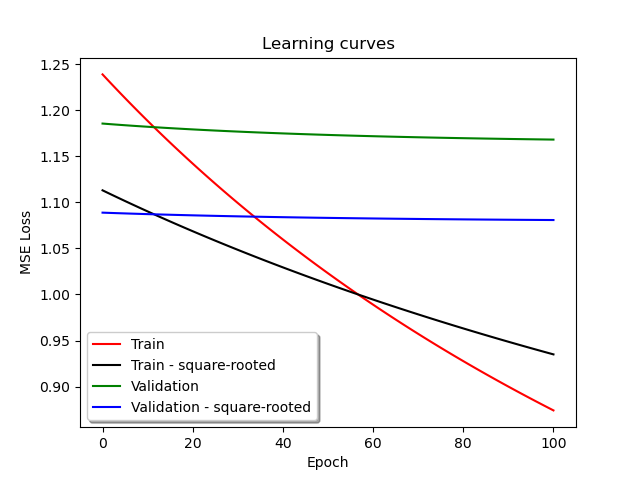 Learning curves
MSE Loss
1.25
1.20
1.15
1.10
1.05
1.00
0.95
0.90
Train
Train - square-rooted
Validation
Validation - square-rooted
0
20
40
60
80
100
Epoch